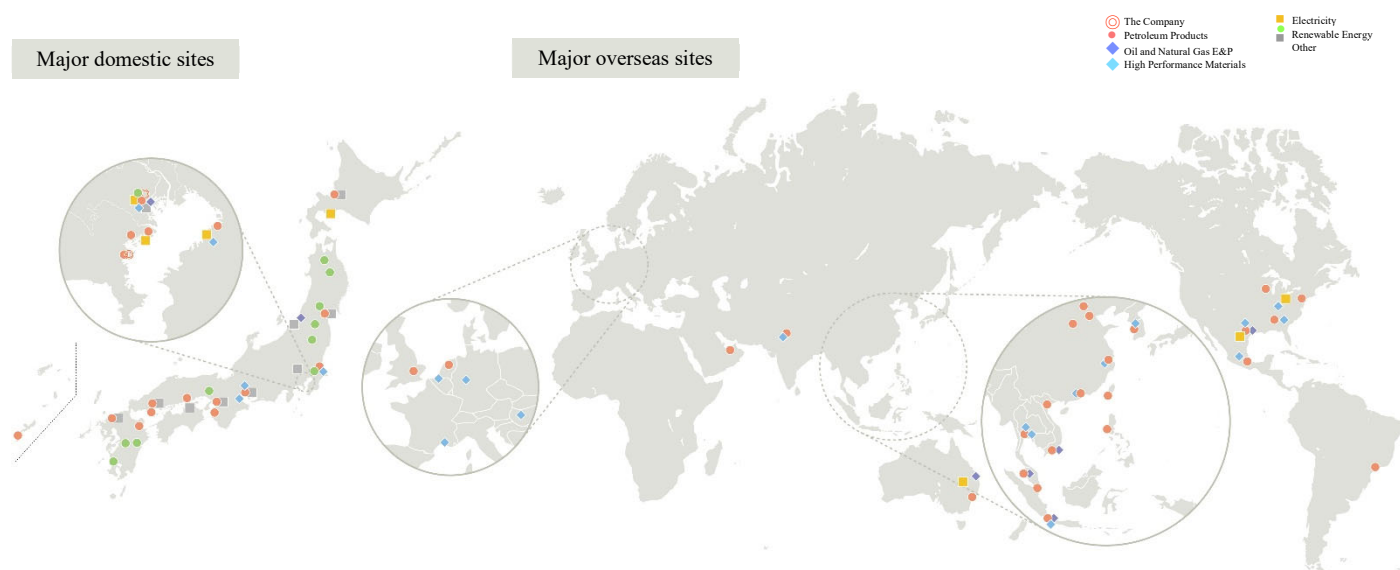 Major domestic sites
Major overseas sites
The Company
Petroleum Products
Oil and Natural Gas E&P
High Performance Materials
Electricity
Renewable Energy
Other